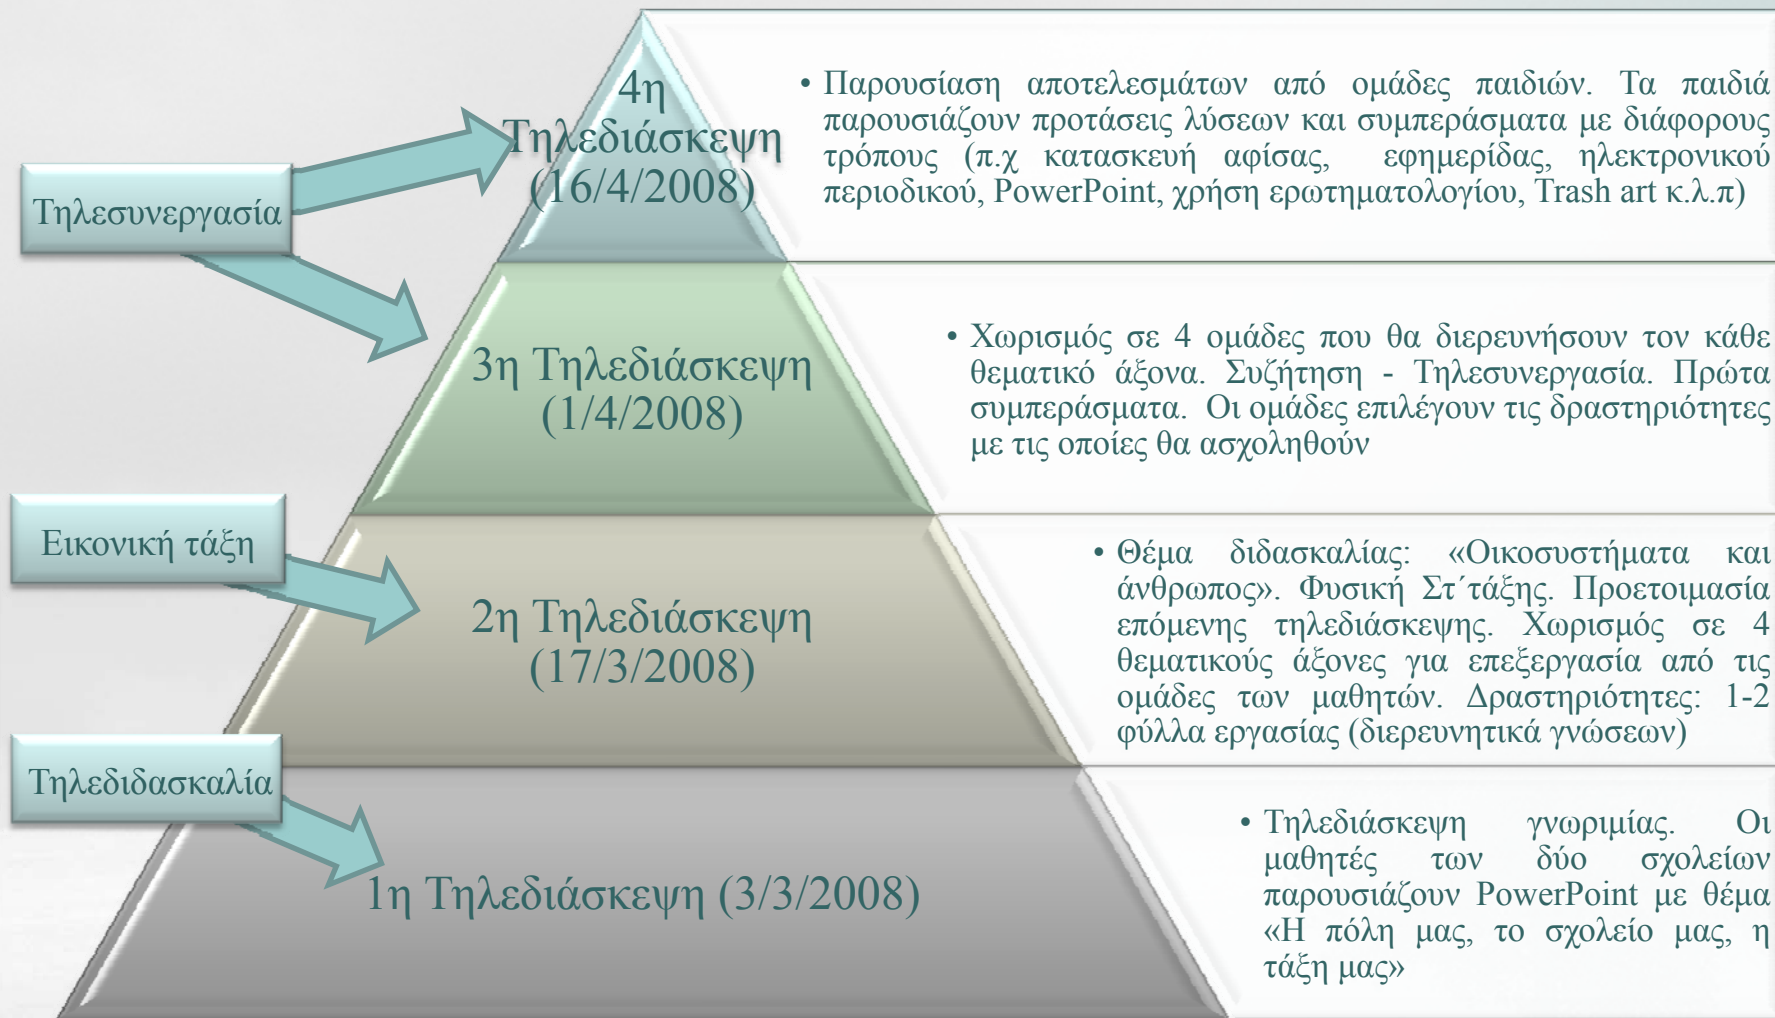 4η
Τηλεδιάσκεψη
(16/4/2008)
• Παρουσίαση αποτελεσμάτων από ομάδες παιδιών. Τα παιδιά
παρουσιάζουν προτάσεις λύσεων και συμπεράσματα με διάφορους
τρόπους (π.χ κατασκευή αφίσας, εφημερίδας, ηλεκτρονικού
περιοδικού, PowerPoint, χρήση ερωτηματολογίου, Trash art κ.λ.π)
Τηλεσυνεργασία
3η Τηλεδιάσκεψη
(1/4/2008)
• Χωρισμός σε 4 ομάδες που θα διερευνήσουν τον κάθε
θεματικό άξονα. Συζήτηση - Τηλεσυνεργασία. Πρώτα
συμπεράσματα. Οι ομάδες επιλέγουν τις δραστηριότητες
με τις οποίες θα ασχοληθούν
Εικονική τάξη
2η Τηλεδιάσκεψη
(17/3/2008)
• Θέμα διδασκαλίας: «Οικοσυστήματα και
άνθρωπος». Φυσική Στ΄τάξης. Προετοιμασία
επόμενης τηλεδιάσκεψης. Χωρισμός σε 4
θεματικούς άξονες για επεξεργασία από τις
ομάδες των μαθητών. Δραστηριότητες: 1-2
φύλλα εργασίας (διερευνητικά γνώσεων)
Τηλεδιδασκαλία
1η Τηλεδιάσκεψη (3/3/2008)
• Τηλεδιάσκεψη γνωριμίας. Οι
μαθητές των δύο σχολείων
παρουσιάζουν PowerPoint με θέμα
«Η πόλη μας, το σχολείο μας, η
τάξη μας»